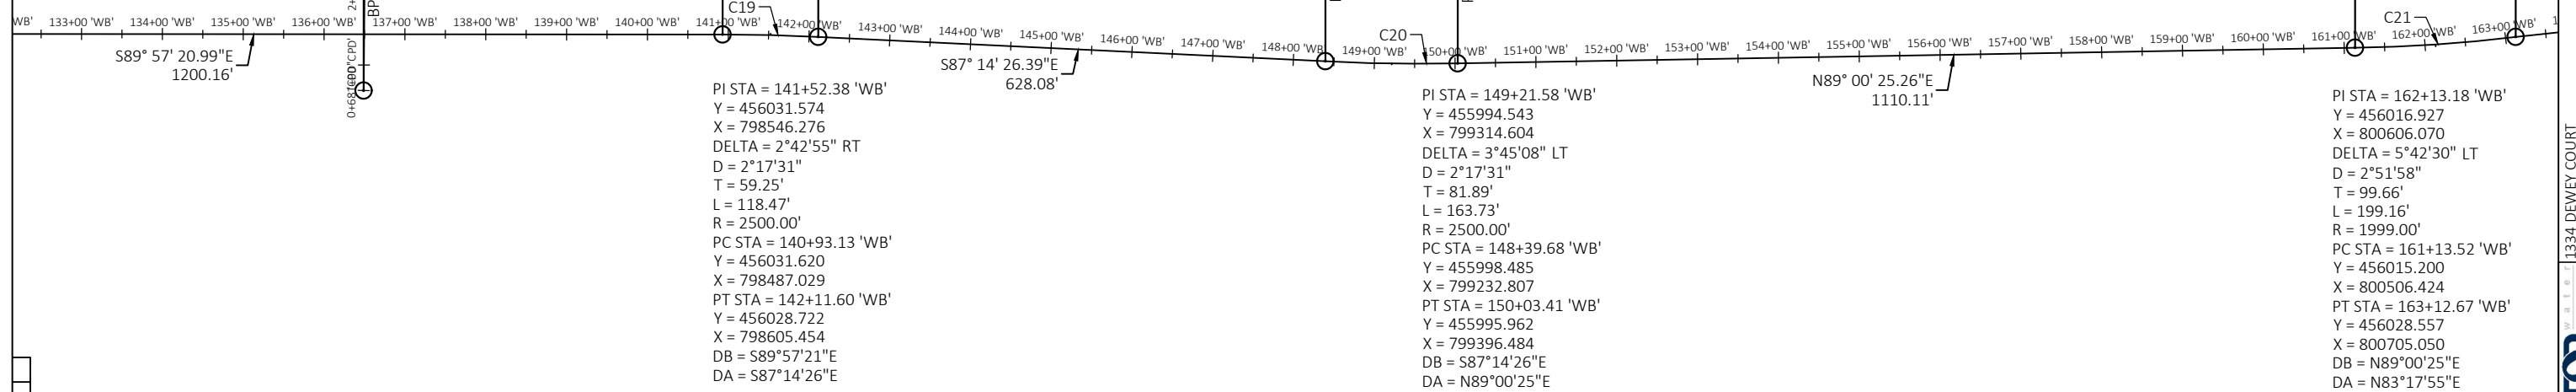 WB'
133+00 'WB'
134+00 'WB'
135+00 'WB'
136+00 'WB'
137+00 'WB'
138+00 'WB'
139+00 'WB'
140+00 'WB'
141+00 'WB'
142+00 'WB'
143+00 'WB'
144+00 'WB'
145+00 'WB'
146+00 'WB'
147+00 'WB'
148+00 'WB'
149+00 'WB'
150+00 'WB'
151+00 'WB'
152+00 'WB'
153+00 'WB'
154+00 'WB'
155+00 'WB'
156+00 'WB'
157+00 'WB'
158+00 'WB'
159+00 'WB'
160+00 'WB'
161+00 'WB'
162+00 'WB'
163+00 'WB'
BP
C19
C20
C21
S89° 57' 20.99"E
1200.16'
S87° 14' 26.39"E
628.08'
N89° 00' 25.26"E
1110.11'
PI STA = 141+52.38 'WB'
Y = 456031.574
X = 798546.276
DELTA = 2°42'55" RT
D = 2°17'31"
T = 59.25'
L = 118.47'
R = 2500.00'
PC STA = 140+93.13 'WB'
Y = 456031.620
X = 798487.029
PT STA = 142+11.60 'WB'
Y = 456028.722
X = 798605.454
DB = S89°57'21"E
DA = S87°14'26"E
PI STA = 149+21.58 'WB'
Y = 455994.543
X = 799314.604
DELTA = 3°45'08" LT
D = 2°17'31"
T = 81.89'
L = 163.73'
R = 2500.00'
PC STA = 148+39.68 'WB'
Y = 455998.485
X = 799232.807
PT STA = 150+03.41 'WB'
Y = 455995.962
X = 799396.484
DB = S87°14'26"E
DA = N89°00'25"E
PI STA = 162+13.18 'WB'
Y = 456016.927
X = 800606.070
DELTA = 5°42'30" LT
D = 2°51'58"
T = 99.66'
L = 199.16'
R = 1999.00'
PC STA = 161+13.52 'WB'
Y = 456015.200
X = 800506.424
PT STA = 163+12.67 'WB'
Y = 456028.557
X = 800705.050
DB = N89°00'25"E
DA = N83°17'55"E
1334 DEWEY COURT
water